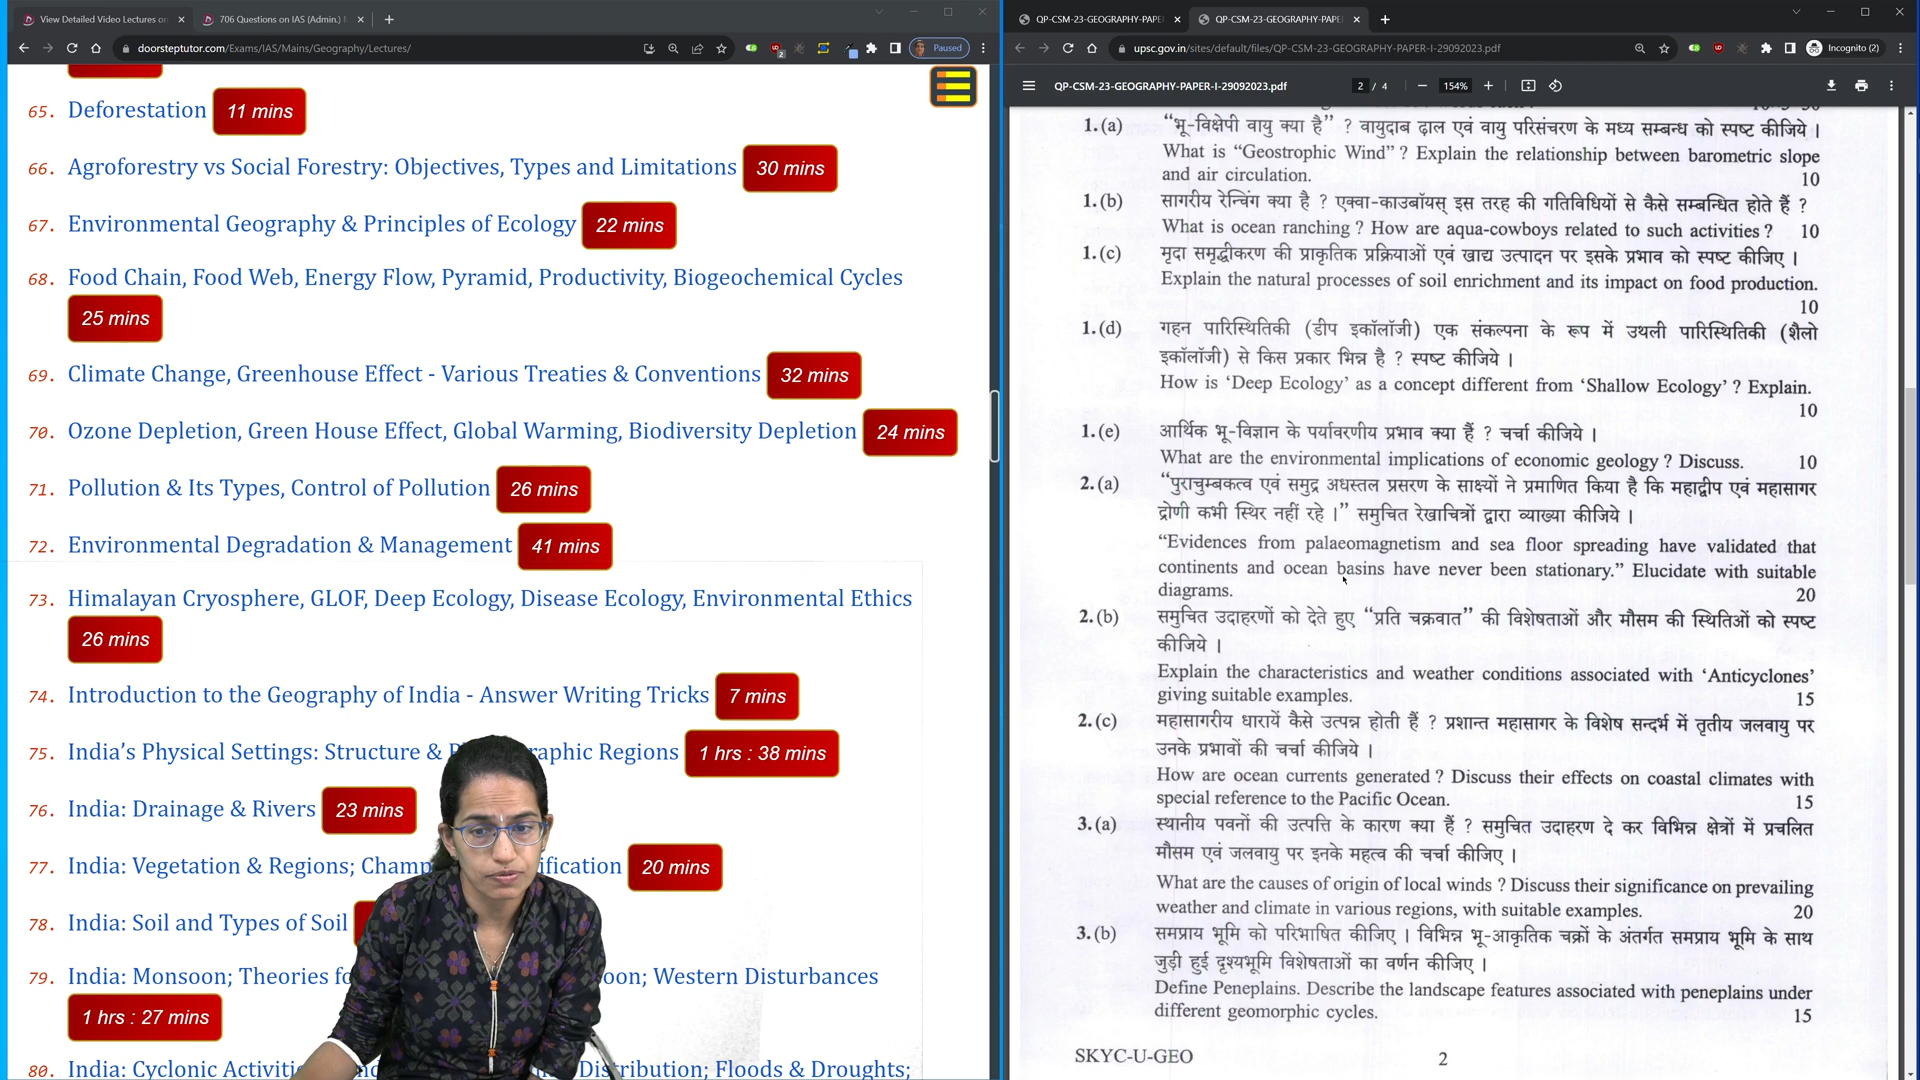 View Detailed Video Lectures on
706 Questions on IAS (Admin.)
doorsteptutor.com/Exams/IAS/Mains/Geography/Lectures/
Paused
65. Deforestation 11 mins
66. Agroforestry vs Social Forestry: Objectives, Types and Limitations 30 mins
67. Environmental Geography & Principles of Ecology 22 mins
68. Food Chain, Food Web, Energy Flow, Pyramid, Productivity, Biogeochemical Cycles
25 mins
69. Climate Change, Greenhouse Effect - Various Treaties & Conventions 32 mins
70. Ozone Depletion, Green House Effect, Global Warming, Biodiversity Depletion 24 mins
71. Pollution & Its Types, Control of Pollution 26 mins
72. Environmental Degradation & Management 41 mins
73. Himalayan Cryosphere, GLOF, Deep Ecology, Disease Ecology, Environmental Ethics
26 mins
74. Introduction to the Geography of India - Answer Writing Tricks 7 mins
75. India's Physical Settings: Structure & Regions 1 hrs : 38 mins
76. India: Drainage & Rivers 23 mins
77. India: Vegetation & Regions; 20 mins
78. India: Soil and Types of Soil
79. India: Monsoon; Theories Western Disturbances
1 hrs : 27 mins
80. India: Cyclonic Distribution; Floods & Droughts;
QP-CSM-23-GEOGRAPHY-PAPE
QP-CSM-23-GEOGRAPHY-PAPE
upsc.gov.in/sites/default/files/QP-CSM-23-GEOGRAPHY-PAPER-I-29092023.pdf
Incognito (2)
QP-CSM-23-GEOGRAPHY-PAPER-I-29092023.pdf
2 / 4
154%
1.(a) “भू-विक्षेपी वायु क्या है” ? वायुदाब ढ़ाल एवं वायु परिसंचरण के मध्य सम्बन्ध को स्पष्ट कीजिये ।
What is “Geostrophic Wind” ? Explain the relationship between barometric slope
and air circulation. 10
1.(b) सागरीय रेन्चिंग क्या है ? एक्वा-काउबॉयस् इस तरह की गतिविधियों से कैसे सम्बन्धित होते हैं ?
What is ocean ranching ? How are aqua-cowboys related to such activities ? 10
1.(c) मृदा समृद्धीकरण की प्राकृतिक प्रक्रियाओं एवं खाद्य उत्पादन पर इसके प्रभाव को स्पष्ट कीजिए ।
Explain the natural processes of soil enrichment and its impact on food production.
10
1.(d) गहन पारिस्थितिकी (डीप इकॉलॉजी) एक संकल्पना के रूप में उथली पारिस्थितिकी (शैलो
इकॉलॉजी) से किस प्रकार भिन्न है ? स्पष्ट कीजिये ।
How is ‘Deep Ecology’ as a concept different from ‘Shallow Ecology’ ? Explain.
10
1.(e) आर्थिक भू-विज्ञान के पर्यावरणीय प्रभाव क्या हैं ? चर्चा कीजिये ।
What are the environmental implications of economic geology ? Discuss. 10
2.(a) “पुराचुम्बकत्व एवं समुद्र अधस्तल प्रसरण के साक्ष्यों ने प्रमाणित किया है कि महाद्वीप एवं महासागर
द्रोणी कभी स्थिर नहीं रहे ।” समुचित रेखाचित्रों द्वारा व्याख्या कीजिये ।
“Evidences from palaeomagnetism and sea floor spreading have validated that
continents and ocean basins have never been stationary.” Elucidate with suitable
diagrams. 20
2.(b) समुचित उदाहरणों को देते हुए “प्रति चक्रवात” की विशेषताओं और मौसम की स्थितिओं को स्पष्ट
कीजिये ।
Explain the characteristics and weather conditions associated with ‘Anticyclones’
giving suitable examples. 15
2.(c) महासागरीय धारायें कैसे उत्पन्न होती हैं ? प्रशान्त महासागर के विशेष सन्दर्भ में तृतीय जलवायु पर
उनके प्रभावों की चर्चा कीजिये ।
How are ocean currents generated ? Discuss their effects on coastal climates with
special reference to the Pacific Ocean. 15
3.(a) स्थानीय पवनों की उत्पत्ति के कारण क्या हैं ? समुचित उदाहरण दे कर विभिन्न क्षेत्रों में प्रचलित
मौसम एवं जलवायु पर इनके महत्व की चर्चा कीजिए ।
What are the causes of origin of local winds ? Discuss their significance on prevailing
weather and climate in various regions, with suitable examples. 20
3.(b) समप्राय भूमि को परिभाषित कीजिए । विभिन्न भू-आकृतिक चक्रों के अंतर्गत समप्राय भूमि के साथ
जुड़ी हुई दृश्यभूमि विशेषताओं का वर्णन कीजिए ।
Define Peneplains. Describe the landscape features associated with peneplains under
different geomorphic cycles. 15
SKYC-U-GEO 2